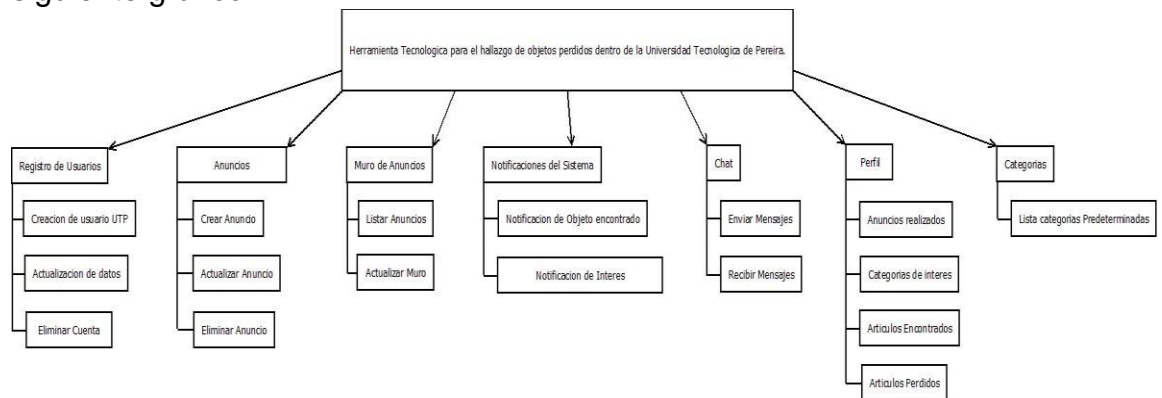 Herramienta Tecnologica para el hallazgo de objetos perdidos dentro de la Universidad Tecnologica de Pereira.
Registro de Usuarios
Creacion de usuario UTP
Actualizacion de datos
Eliminar Cuenta
Anuncios
Crear Anuncio
Actualizar Anuncio
Eliminar Anuncio
Muro de Anuncios
Listar Anuncios
Actualizar Muro
Notificaciones del Sistema
Notificacion de Objeto encontrado
Notificacion de Interes
Chat
Enviar Mensajes
Recibir Mensajes
Perfil
Anuncios realizados
Categorias de interes
Articulos Encontrados
Articulos Perdidos
Categorias
Lista categorias Predeterminadas